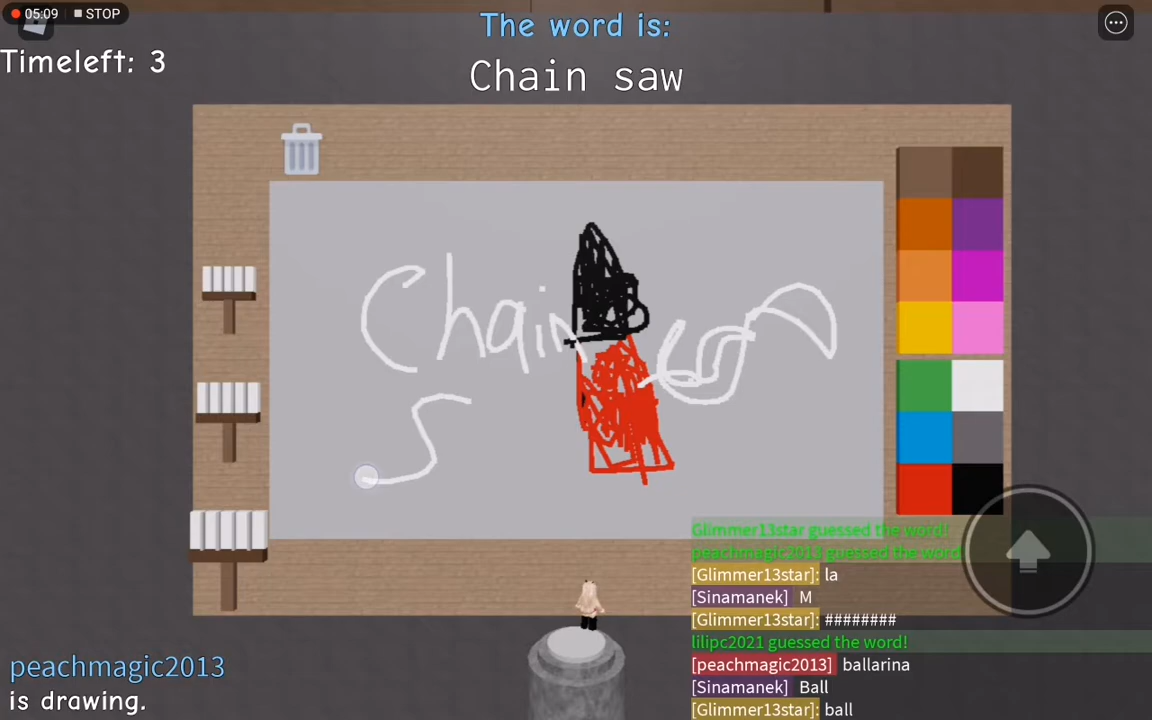 05:09 STOP
The word is:
Timeleft: 3
Chain saw
Chain
S
Glimmer13star guessed the word!
peachmagic2013 guessed the word
[Glimmer13star]: la
[Sinamanek] M
[Glimmer13star]: ########
lilipc2021 guessed the word!
[peachmagic2013] ballarina
[Sinamanek] Ball
[Glimmer13star]: ball
peachmagic2013
is drawing.